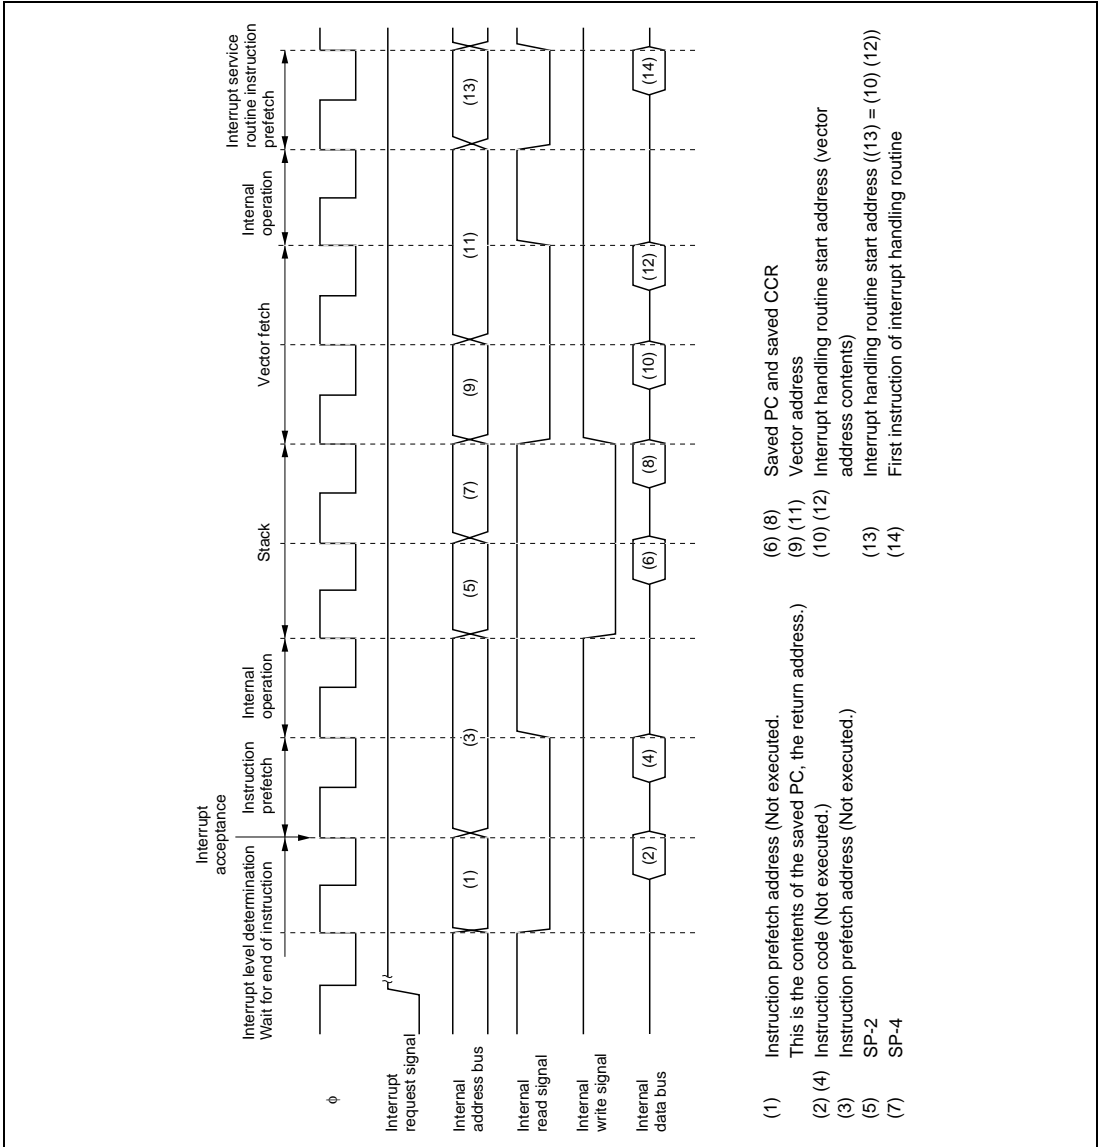 Interrupt
acceptance
Interrupt level determination
Wait for end of instruction
Instruction
prefetch
Internal
operation
Stack
Vector fetch
Internal
operation
Interrupt service
routine instruction
prefetch
φ
Interrupt
request signal
Internal
address bus
(1)
(3)
(5)
(7)
(9)
(11)
(13)
Internal
read signal
Internal
write signal
Internal
data bus
(2)
(4)
(6)
(8)
(10)
(12)
(14)
(1) Instruction prefetch address (Not executed.
This is the contents of the saved PC, the return address.)
(2) (4) Instruction code (Not executed.)
(3) Instruction prefetch address (Not executed.)
(5) SP-2
(7) SP-4
(6) (8) Saved PC and saved CCR
(9) (11) Vector address
(10) (12) Interrupt handling routine start address (vector
address contents)
(13) Interrupt handling routine start address ((13) = (10) (12))
(14) First instruction of interrupt handling routine